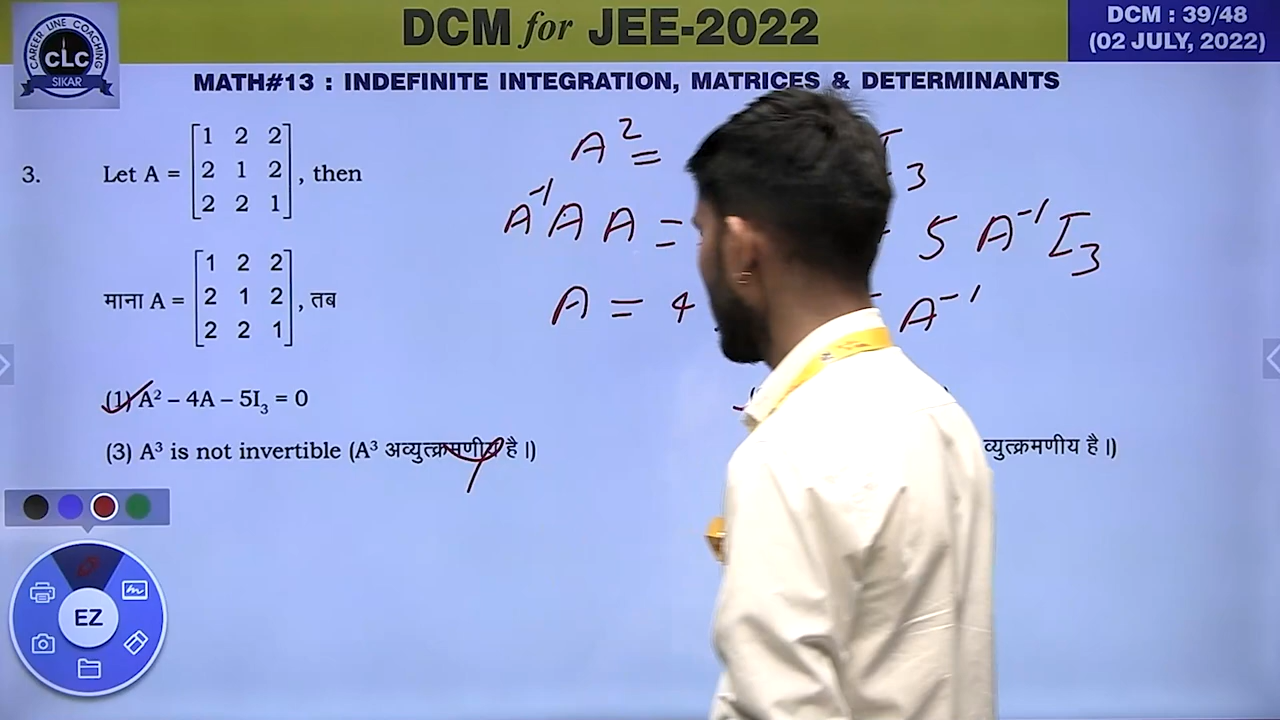 DCM for JEE-2022
DCM : 39/48
(02 JULY, 2022)
CAREER LINE COACHING
CLC
SIKAR
MATH#13 : INDEFINITE INTEGRATION, MATRICES & DETERMINANTS
3. Let A = [1 2 2; 2 1 2; 2 2 1], then
माना A = [1 2 2; 2 1 2; 2 2 1], तब
(1) A² – 4A – 5I₃ = 0
(3) A³ is not invertible (A³ अव्युत्क्रमणीय है।)
व्युत्क्रमणीय है।)
A² = I₃
A⁻¹A A = 5 A⁻¹ I₃
A = 4 A⁻¹
EZ